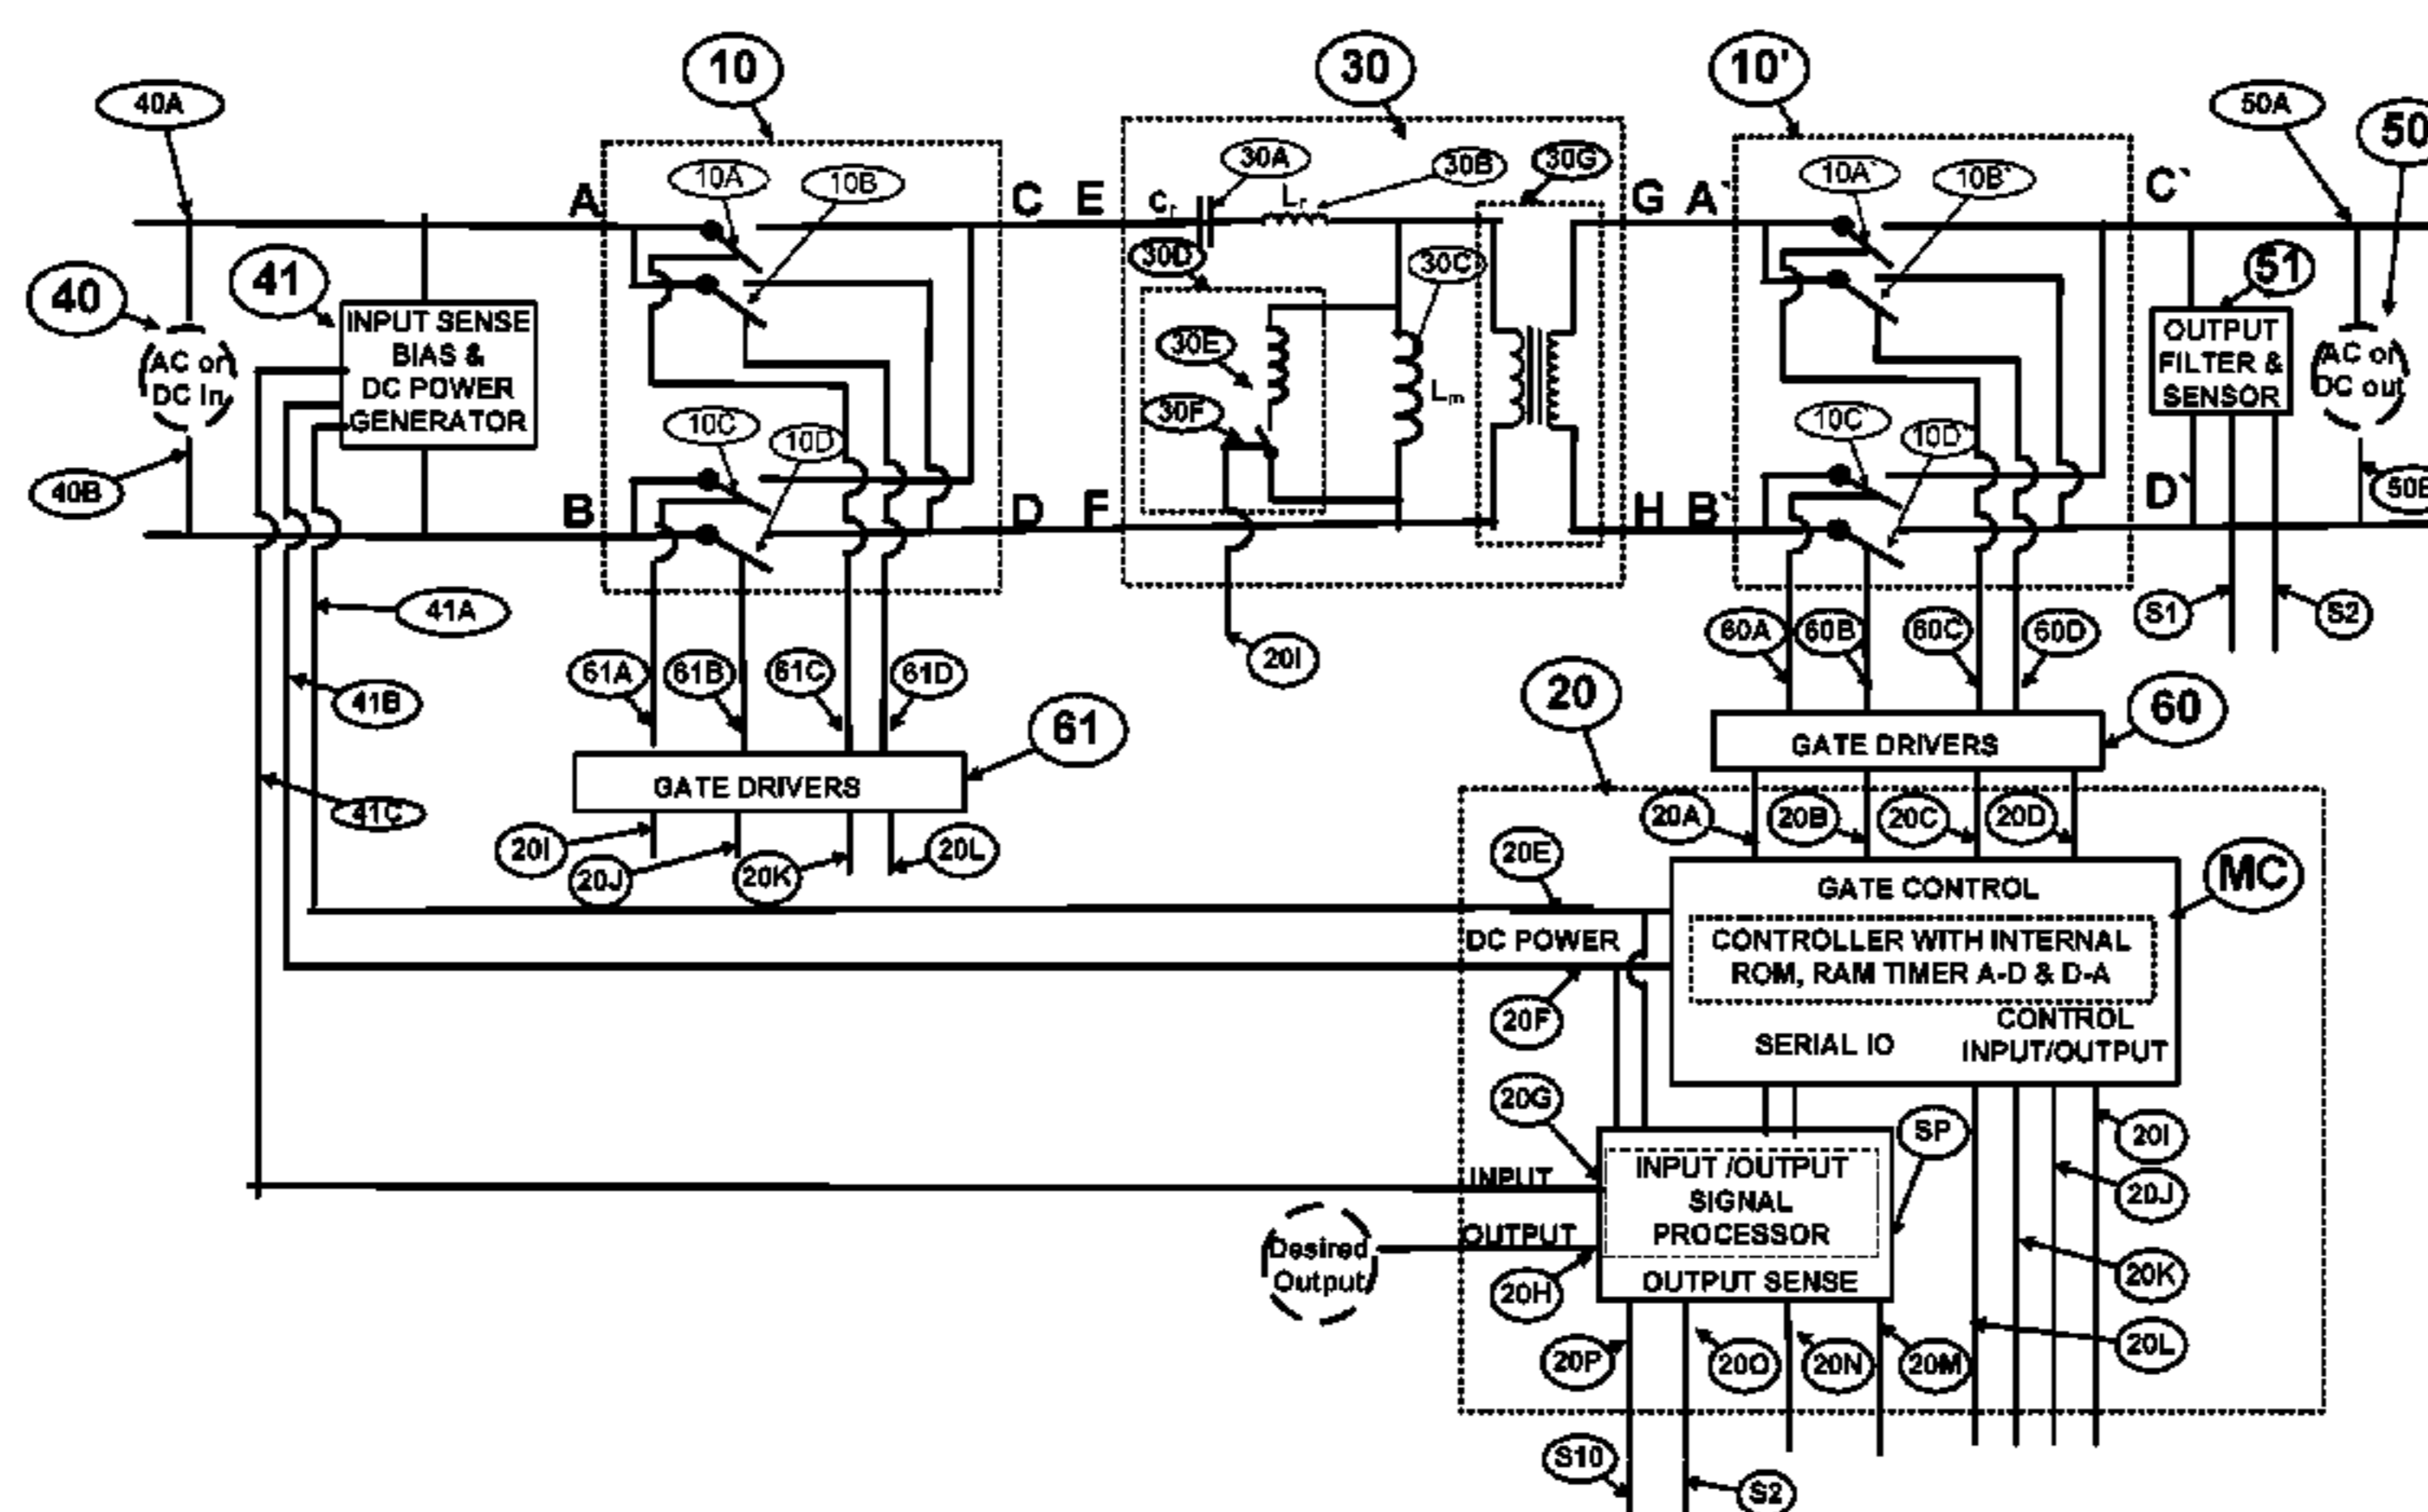 10
30
10'
40A
50A
50
10A
10B
30A
30B
30G
10A`
10B`
A
C
E
Cr
Lr
G
A`
C`
40
41
30D
30C
51
INPUT SENSE
BIAS &
DC POWER
GENERATOR
AC or
DC In
30E
30F
Lm
OUTPUT
FILTER &
SENSOR
AC or
DC out
10C
10D
10C`
10D`
40B
B
D
F
H
B`
D`
41A
41B
41C
61A
61B
61C
61D
61
20I
60A
60B
60C
60D
S1
S2
20
60
GATE DRIVERS
GATE DRIVERS
20I
20J
20K
20L
20A
20B
20C
20D
20E
MC
GATE CONTROL
DC POWER
CONTROLLER WITH INTERNAL
ROM, RAM TIMER A-D & D-A
20F
CONTROL
SERIAL IO
INPUT/OUTPUT
20G
SP
20I
INPUT
INPUT /OUTPUT
SIGNAL
PROCESSOR
20J
OUTPUT
Desired
Output
OUTPUT SENSE
20H
20K
20P
20O
20N
20M
20L
S10
S2